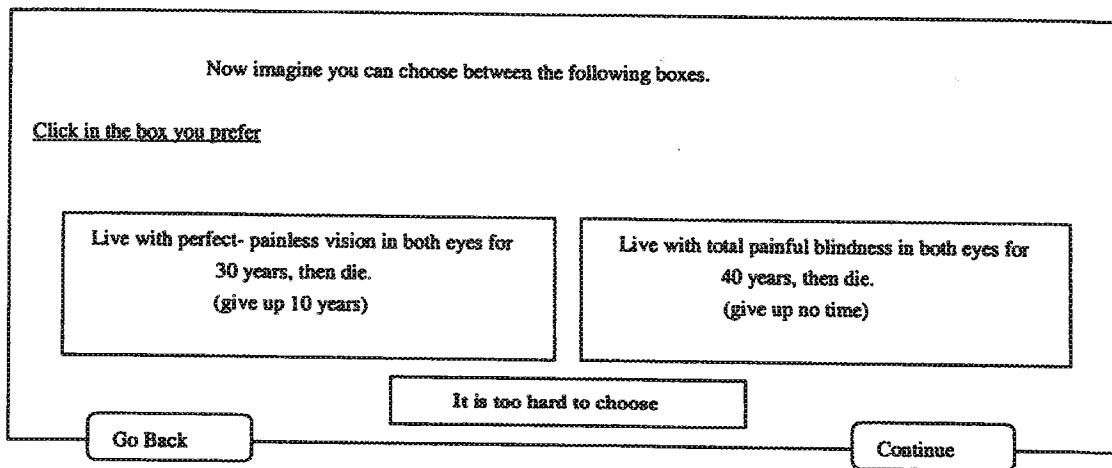 Now imagine you can choose between the following boxes.
Click in the box you prefer
Live with perfect- painless vision in both eyes for
30 years, then die.
(give up 10 years)
Live with total painful blindness in both eyes for
40 years, then die.
(give up no time)
It is too hard to choose
Go Back
Continue